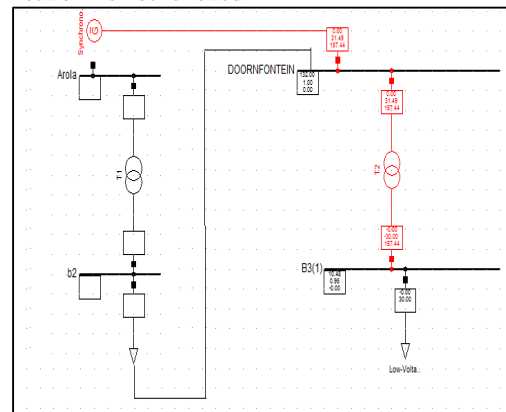 Synchrono
G
0.00
31.49
157.44
Arola
DOORNFONTEIN
132.00
1.00
0.00
0.00
31.49
157.44
T1
T2
-0.00
-30.00
157.44
b2
B3(1)
10.48
0.95
-0.00
-0.00
30.00
Low-Volta..